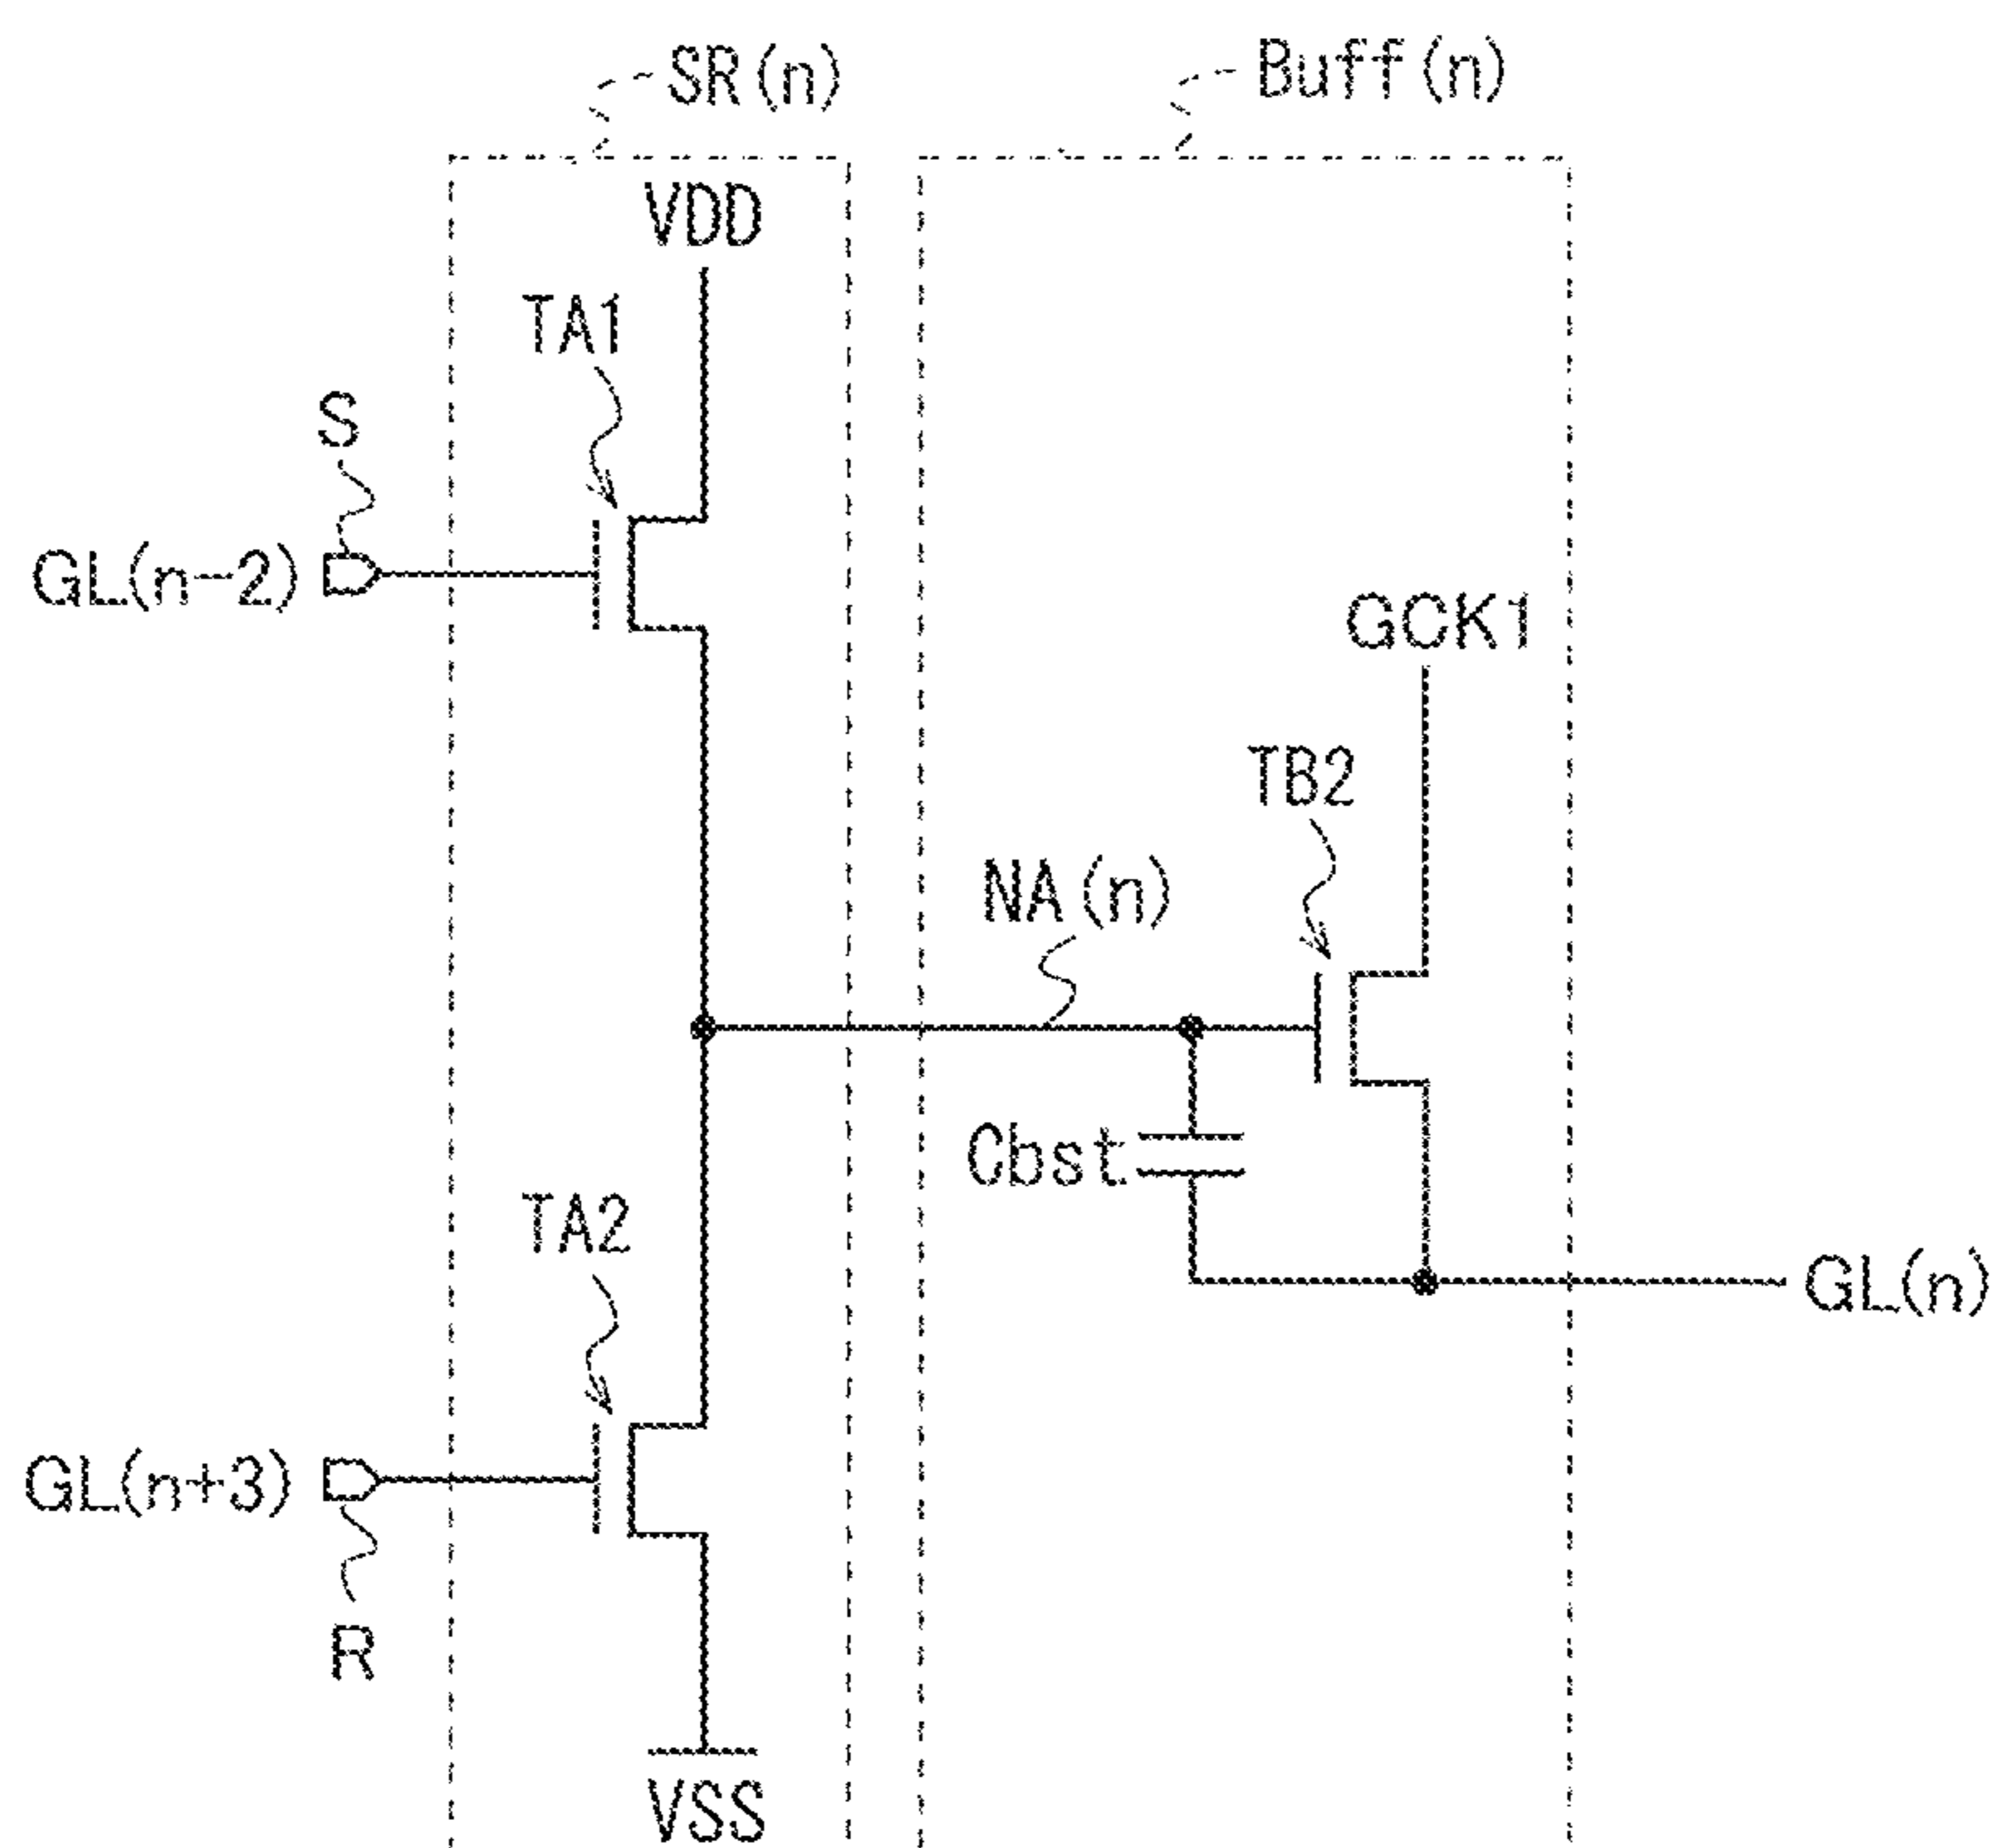 SR(n)
Buff(n)
VDD
TA1
S
GL(n-2)
GCK1
TB2
NA(n)
Cbst
TA2
GL(n)
GL(n+3)
R
VSS